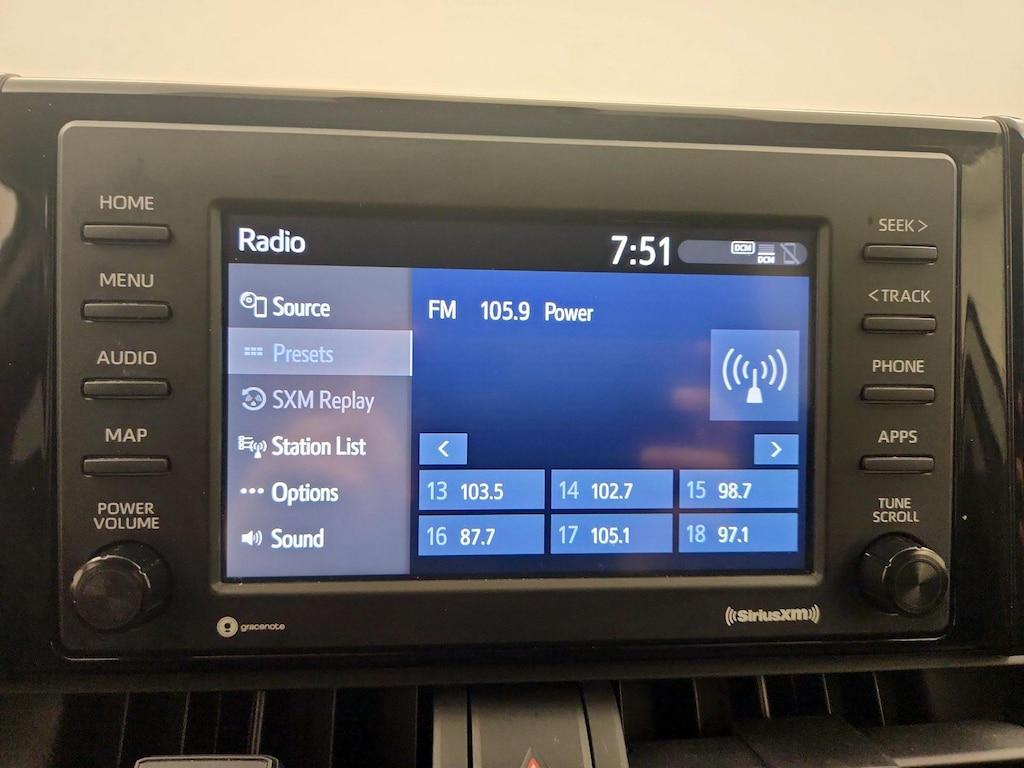 HOME
MENU
AUDIO
MAP
POWER
VOLUME
Radio
7:51
DCM
DCM
Source
Presets
SXM Replay
Station List
Options
Sound
FM 105.9 Power
<
>
13 103.5
14 102.7
15 98.7
16 87.7
17 105.1
18 97.1
SEEK >
< TRACK
PHONE
APPS
TUNE
SCROLL
gracenote
SiriusXM